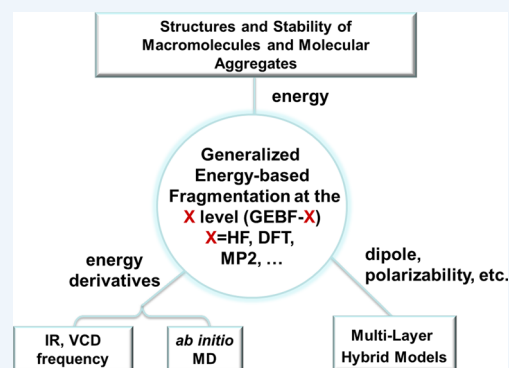 Structures and Stability of
Macromolecules and Molecular
Aggregates
energy
Generalized
Energy-based
Fragmentation at the
X level (GEBF-X)
X=HF, DFT,
MP2, ...
energy
derivatives
dipole,
polarizability, etc.
IR, VCD
frequency
ab initio
MD
Multi-Layer
Hybrid Models